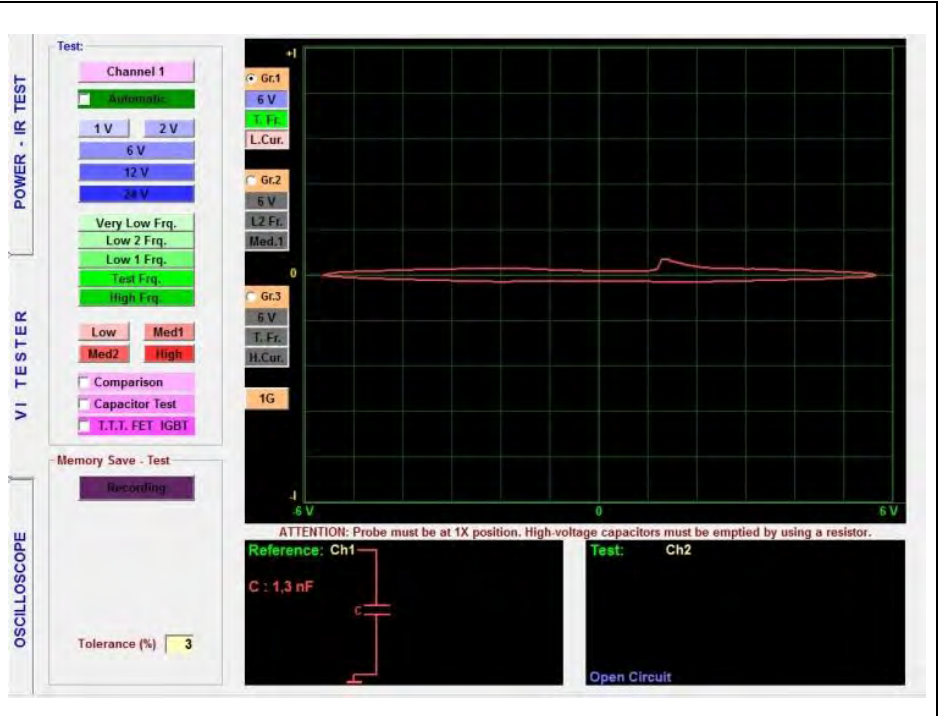 POWER - IR TEST
VI TESTER
OSCILLOSCOPE
Test:
Channel 1
Automatic
1 V
2 V
6 V
12 V
24 V
Very Low Frq.
Low 2 Frq.
Low 1 Frq.
Test Frq.
High Frq.
Low
Med1
Med2
High
Comparison
Capacitor Test
T.T.T. FET IGBT
Memory Save - Test
Recording
Tolerance (%)
3
Gr.1
6 V
T. Fr.
L.Cur.
Gr.2
6 V
L2 Fr.
Med.1
Gr.3
6 V
T. Fr.
H.Cur.
1G
+I
0
-I
-6 V
0
6 V
ATTENTION: Probe must be at 1X position. High-voltage capacitors must be emptied by using a resistor.
Reference: Ch1
C : 1,3 nF
C
Test: Ch2
Open Circuit